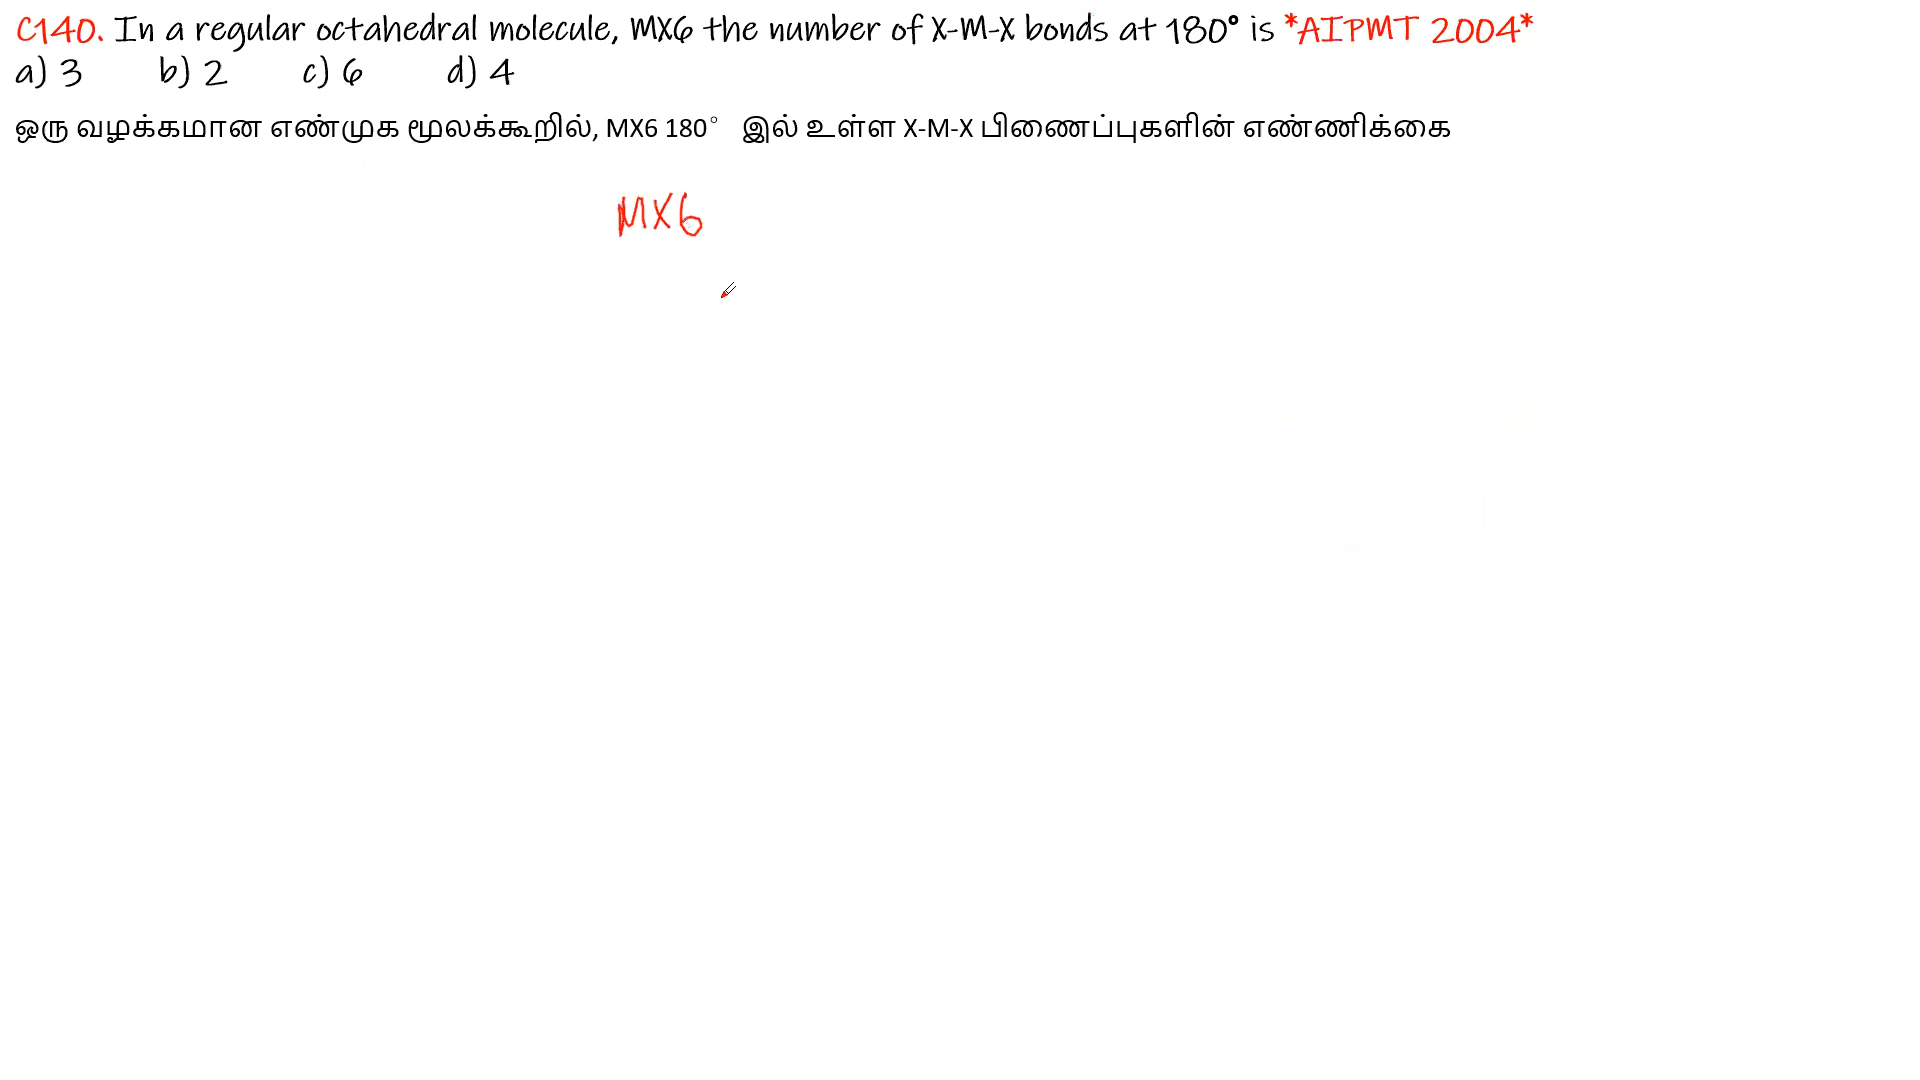 C140. In a regular octahedral molecule, MX6 the number of X-M-X bonds at 180° is *AIPMT 2004*
a) 3 b) 2 c) 6 d) 4
ஒரு வழக்கமான எண்முக மூலக்கூறில், MX6 180° இல் உள்ள X-M-X பிணைப்புகளின் எண்ணிக்கை
MX6